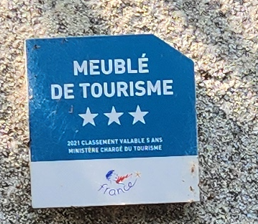 MEUBLÉ
DE TOURISME
2021 CLASSEMENT VALABLE 5 ANS
MINISTÈRE CHARGÉ DU TOURISME
France